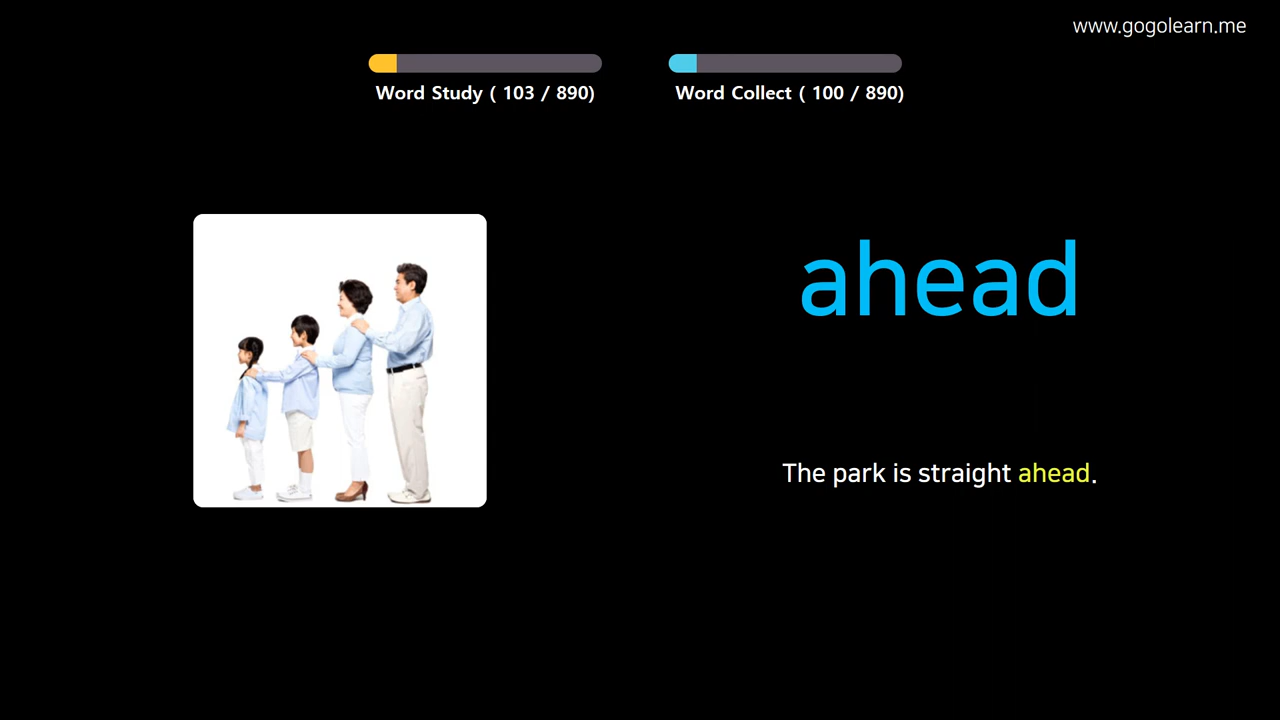 www.gogolearn.me
Word Study ( 103 / 890)
Word Collect ( 100 / 890)
ahead
The park is straight ahead.